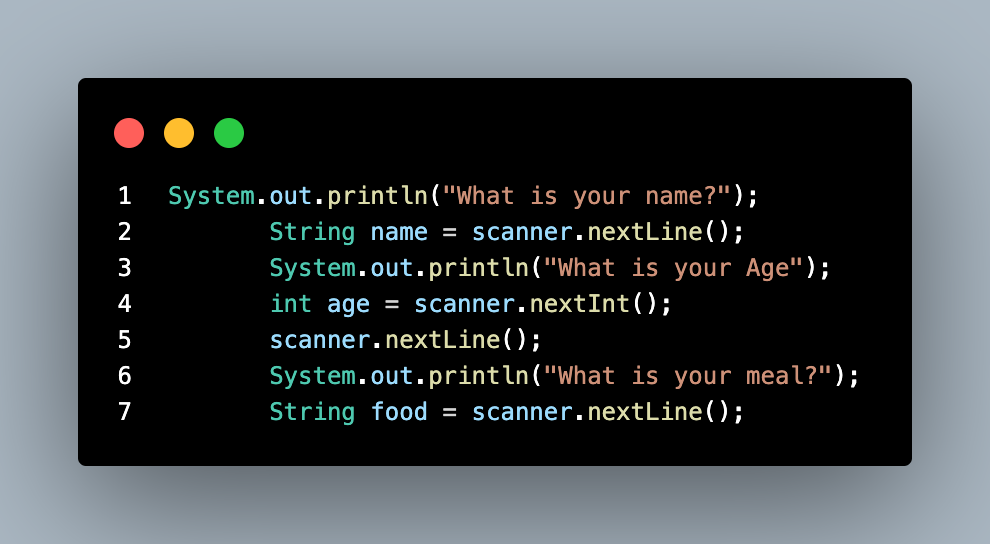 1 System.out.println("What is your name?");
2 String name = scanner.nextLine();
3 System.out.println("What is your Age");
4 int age = scanner.nextInt();
5 scanner.nextLine();
6 System.out.println("What is your meal?");
7 String food = scanner.nextLine();